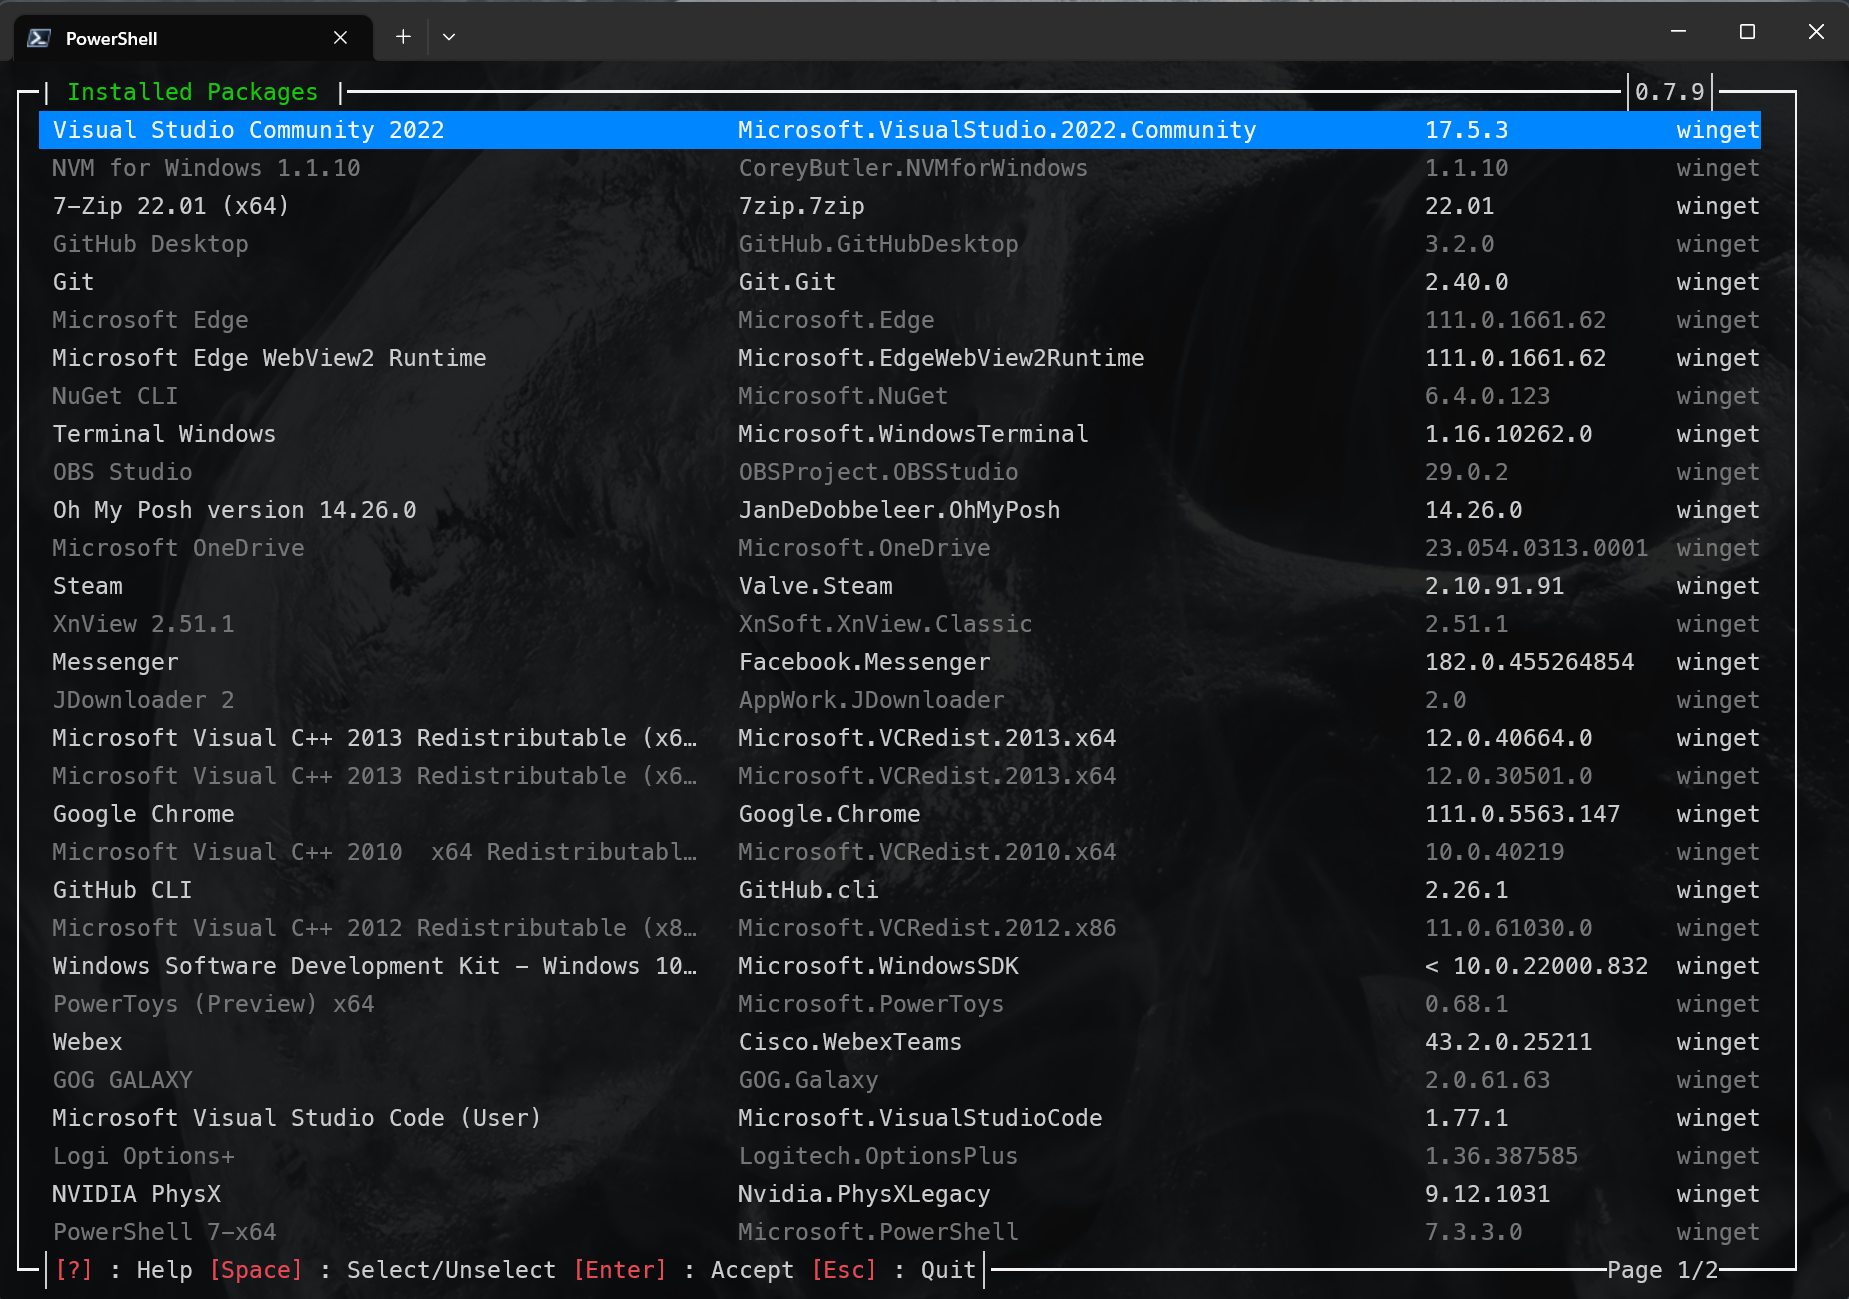 PowerShell
| Installed Packages | 0.7.9
Visual Studio Community 2022 Microsoft.VisualStudio.2022.Community 17.5.3 winget
NVM for Windows 1.1.10 CoreyButler.NVMforWindows 1.1.10 winget
7-Zip 22.01 (x64) 7zip.7zip 22.01 winget
GitHub Desktop GitHub.GitHubDesktop 3.2.0 winget
Git Git.Git 2.40.0 winget
Microsoft Edge Microsoft.Edge 111.0.1661.62 winget
Microsoft Edge WebView2 Runtime Microsoft.EdgeWebView2Runtime 111.0.1661.62 winget
NuGet CLI Microsoft.NuGet 6.4.0.123 winget
Terminal Windows Microsoft.WindowsTerminal 1.16.10262.0 winget
OBS Studio OBSProject.OBSStudio 29.0.2 winget
Oh My Posh version 14.26.0 JanDeDobbeleer.OhMyPosh 14.26.0 winget
Microsoft OneDrive Microsoft.OneDrive 23.054.0313.0001 winget
Steam Valve.Steam 2.10.91.91 winget
XnView 2.51.1 XnSoft.XnView.Classic 2.51.1 winget
Messenger Facebook.Messenger 182.0.455264854 winget
JDownloader 2 AppWork.JDownloader 2.0 winget
Microsoft Visual C++ 2013 Redistributable (x6… Microsoft.VCRedist.2013.x64 12.0.40664.0 winget
Microsoft Visual C++ 2013 Redistributable (x6… Microsoft.VCRedist.2013.x64 12.0.30501.0 winget
Google Chrome Google.Chrome 111.0.5563.147 winget
Microsoft Visual C++ 2010  x64 Redistributabl… Microsoft.VCRedist.2010.x64 10.0.40219 winget
GitHub CLI GitHub.cli 2.26.1 winget
Microsoft Visual C++ 2012 Redistributable (x8… Microsoft.VCRedist.2012.x86 11.0.61030.0 winget
Windows Software Development Kit - Windows 10… Microsoft.WindowsSDK < 10.0.22000.832 winget
PowerToys (Preview) x64 Microsoft.PowerToys 0.68.1 winget
Webex Cisco.WebexTeams 43.2.0.25211 winget
GOG GALAXY GOG.Galaxy 2.0.61.63 winget
Microsoft Visual Studio Code (User) Microsoft.VisualStudioCode 1.77.1 winget
Logi Options+ Logitech.OptionsPlus 1.36.387585 winget
NVIDIA PhysX Nvidia.PhysXLegacy 9.12.1031 winget
PowerShell 7-x64 Microsoft.PowerShell 7.3.3.0 winget
[?] : Help [Space] : Select/Unselect [Enter] : Accept [Esc] : Quit Page 1/2